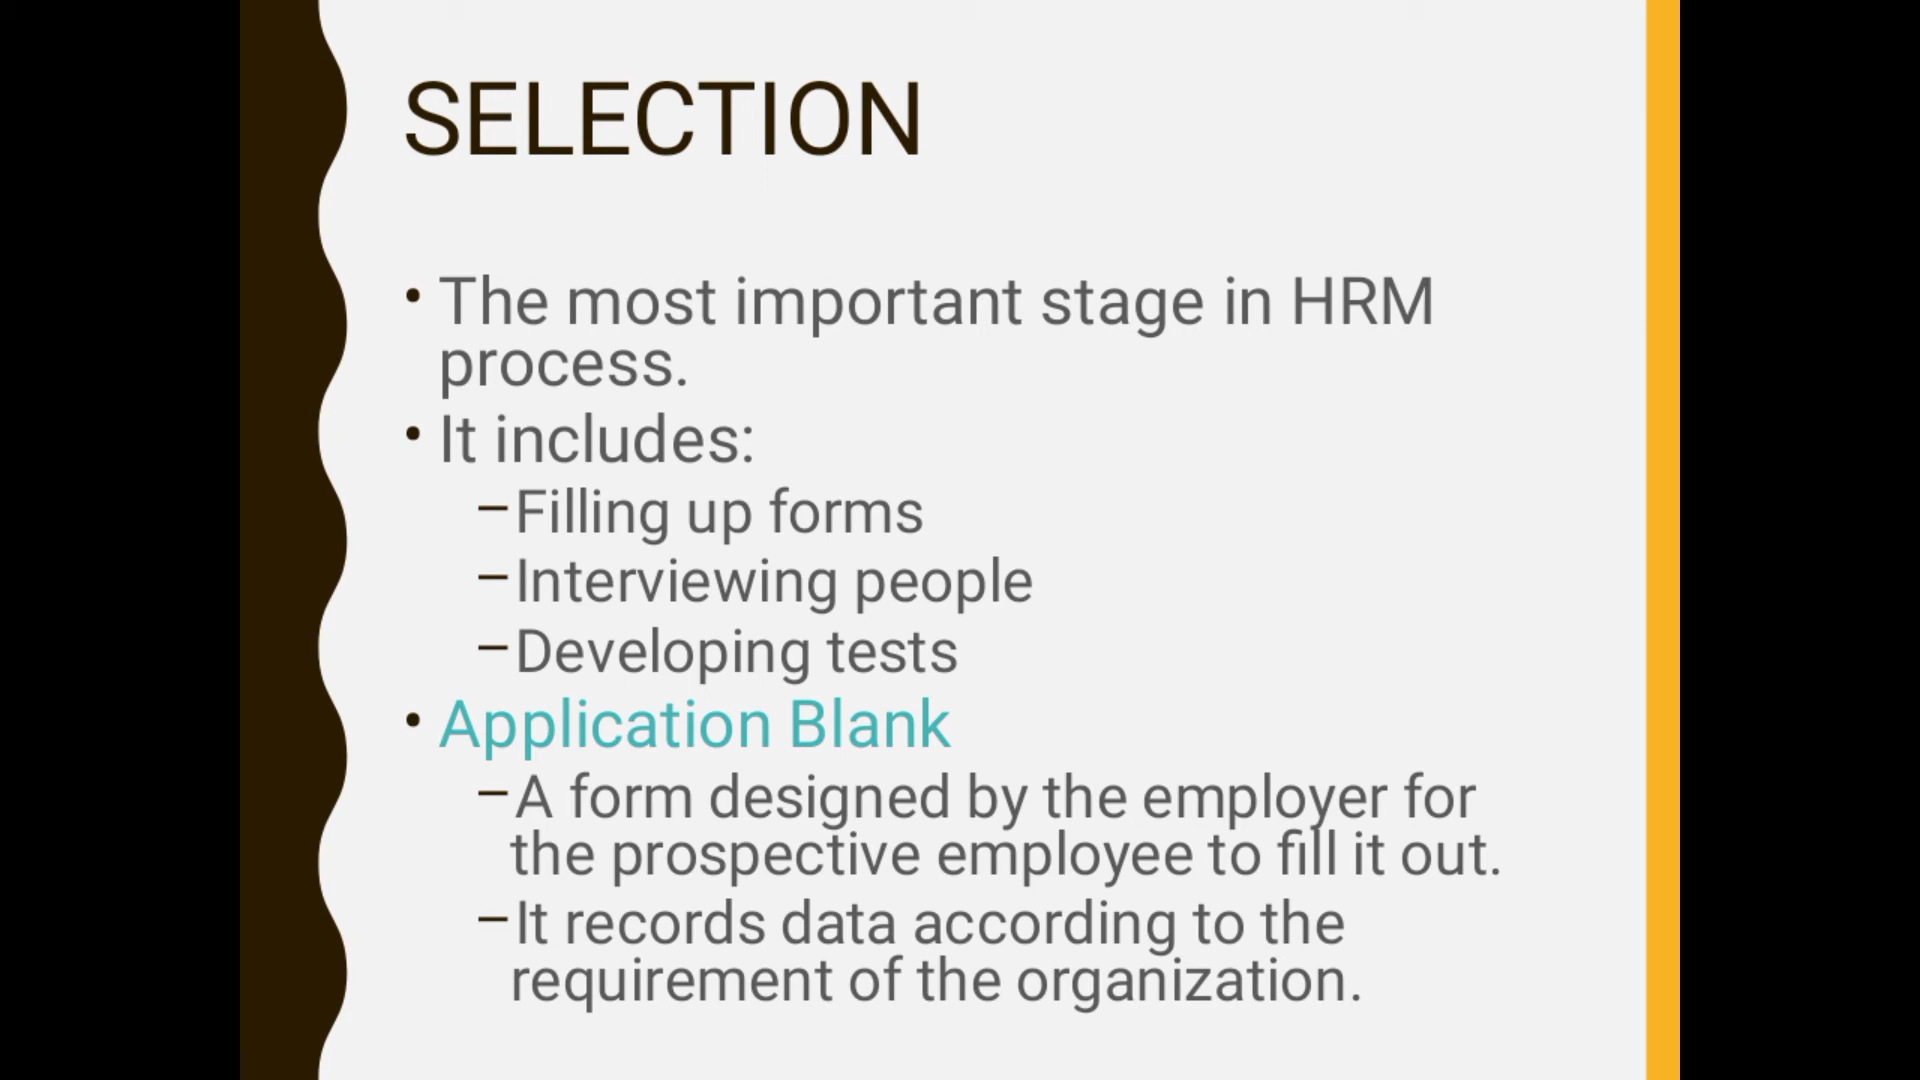 SELECTION
• The most important stage in HRM
process.
• It includes:
–Filling up forms
–Interviewing people
–Developing tests
• Application Blank
–A form designed by the employer for
the prospective employee to fill it out.
–It records data according to the
requirement of the organization.